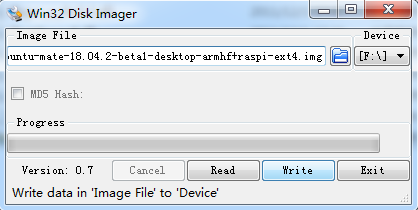 Win32 Disk Imager
Image File
Device
buntu-mate-18.04.2-beta1-desktop-armhf+raspi-ext4.img
[F:\]
MD5 Hash:
Progress
Version: 0.7
Cancel
Read
Write
Exit
Write data in 'Image File' to 'Device'